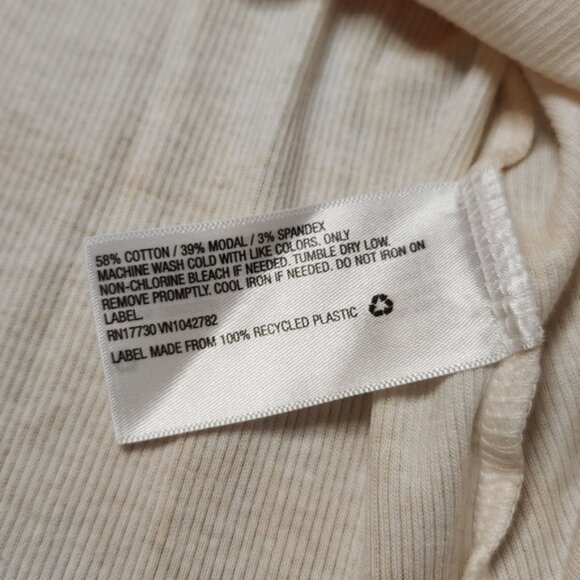 58% COTTON / 39% MODAL / 3% SPANDEX
MACHINE WASH COLD WITH LIKE COLORS. ONLY
NON-CHLORINE BLEACH IF NEEDED. TUMBLE DRY LOW.
REMOVE PROMPTLY. COOL IRON IF NEEDED. DO NOT IRON ON
LABEL.
RN17730 VN1042782
LABEL MADE FROM 100% RECYCLED PLASTIC